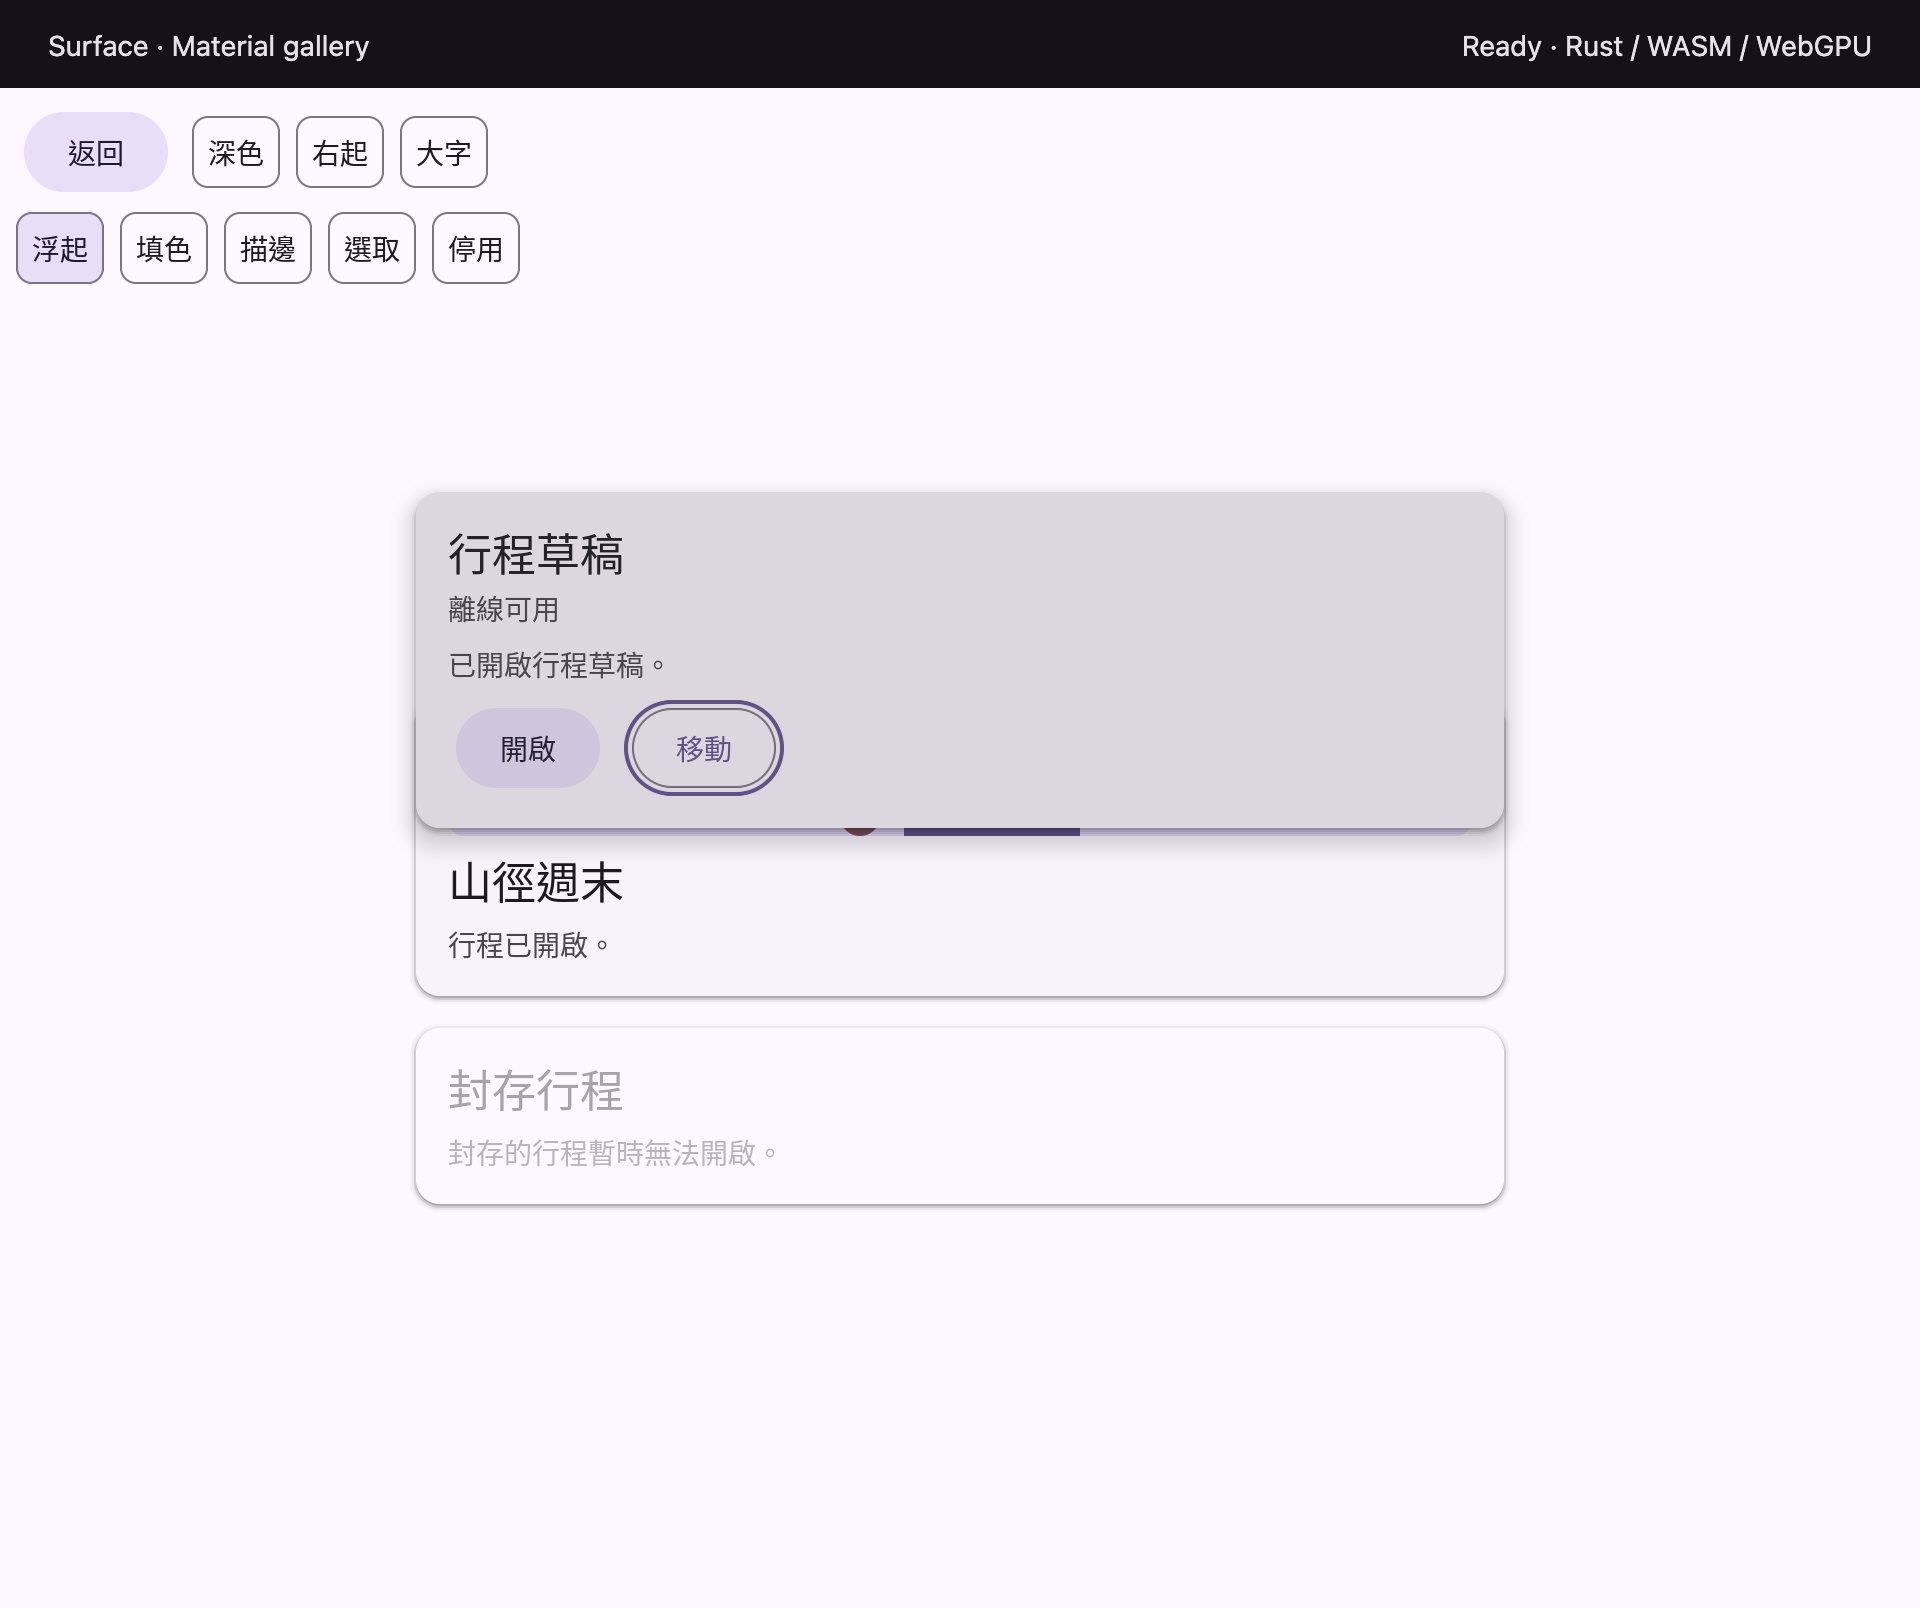 Surface · Material gallery
Ready · Rust / WASM / WebGPU
返回
深色
右起
大字
浮起
填色
描邊
選取
停用
行程草稿
離線可用
已開啟行程草稿。
開啟
移動
山徑週末
行程已開啟。
封存行程
封存的行程暫時無法開啟。